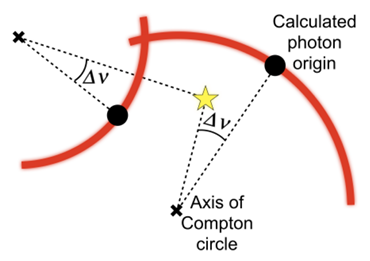 Calculated
photon
origin
Δν
Δν
Axis of
Compton
circle